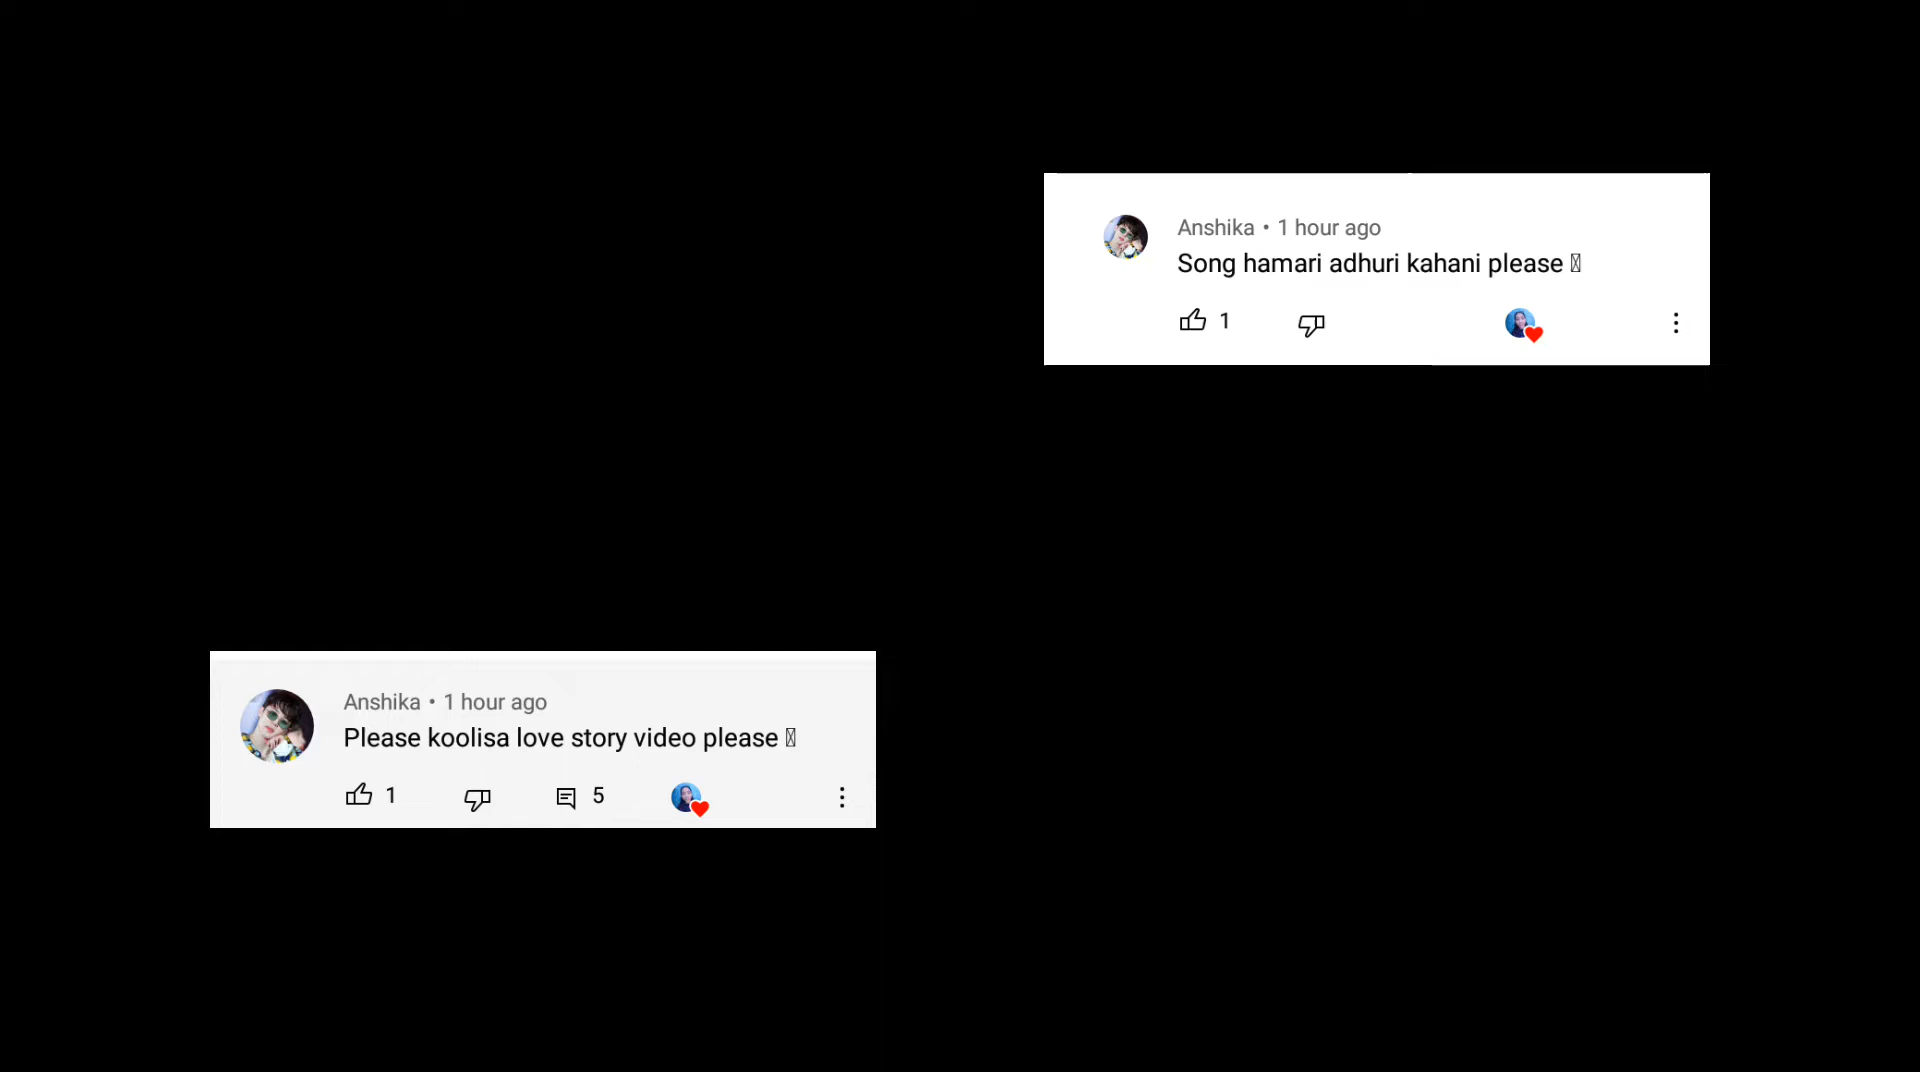 Anshika • 1 hour ago
Song hamari adhuri kahani please
1
Anshika • 1 hour ago
Please koolisa love story video please
1 5